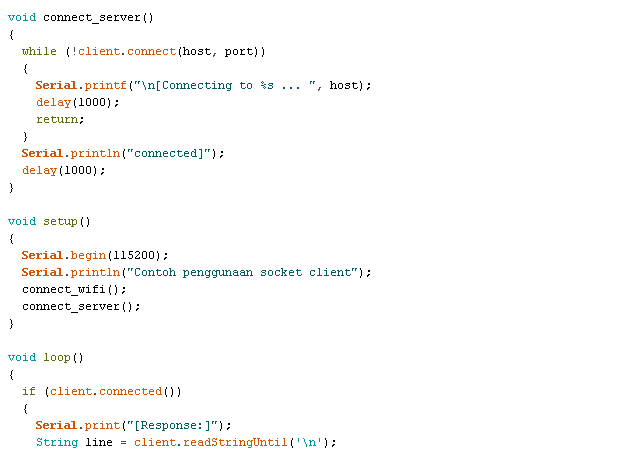 void connect_server()
{
  while (!client.connect(host, port))
  {
    Serial.printf("\n[Connecting to %s ... ", host);
    delay(1000);
    return;
  }
  Serial.println("connected]");
  delay(1000);
}

void setup()
{
  Serial.begin(115200);
  Serial.println("Contoh penggunaan socket client");
  connect_wifi();
  connect_server();
}

void loop()
{
  if (client.connected())
  {
    Serial.print("[Response:]");
    String line = client.readStringUntil('\n');